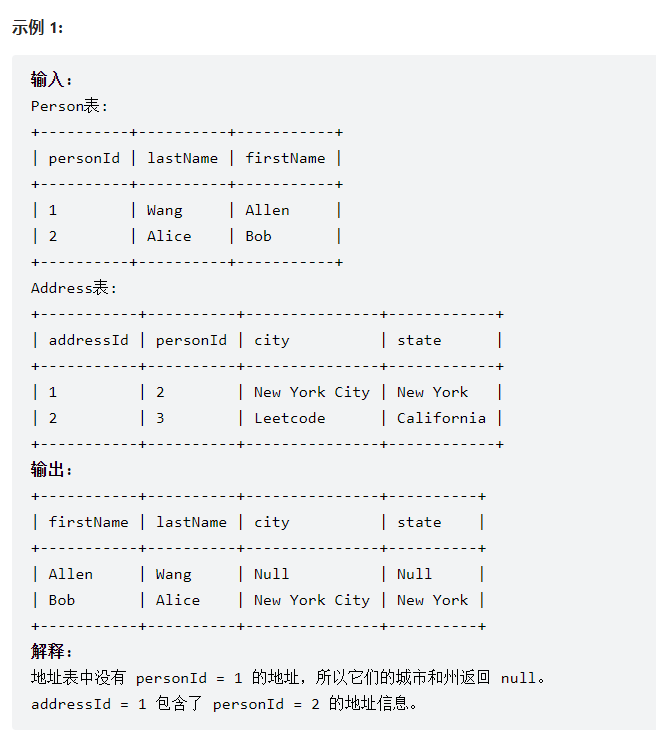 示例 1:
输入：
Person表:
+----------+----------+-----------+
| personId | lastName | firstName |
+----------+----------+-----------+
| 1        | Wang     | Allen     |
| 2        | Alice    | Bob       |
+----------+----------+-----------+
Address表:
+-----------+----------+---------------+------------+
| addressId | personId | city          | state      |
+-----------+----------+---------------+------------+
| 1         | 2        | New York City | New York   |
| 2         | 3        | Leetcode      | California |
+-----------+----------+---------------+------------+
输出：
+-----------+----------+---------------+----------+
| firstName | lastName | city          | state    |
+-----------+----------+---------------+----------+
| Allen     | Wang     | Null          | Null     |
| Bob       | Alice    | New York City | New York |
+-----------+----------+---------------+----------+
解释：
地址表中没有 personId = 1 的地址，所以它们的城市和州返回 null。
addressId = 1 包含了 personId = 2 的地址信息。